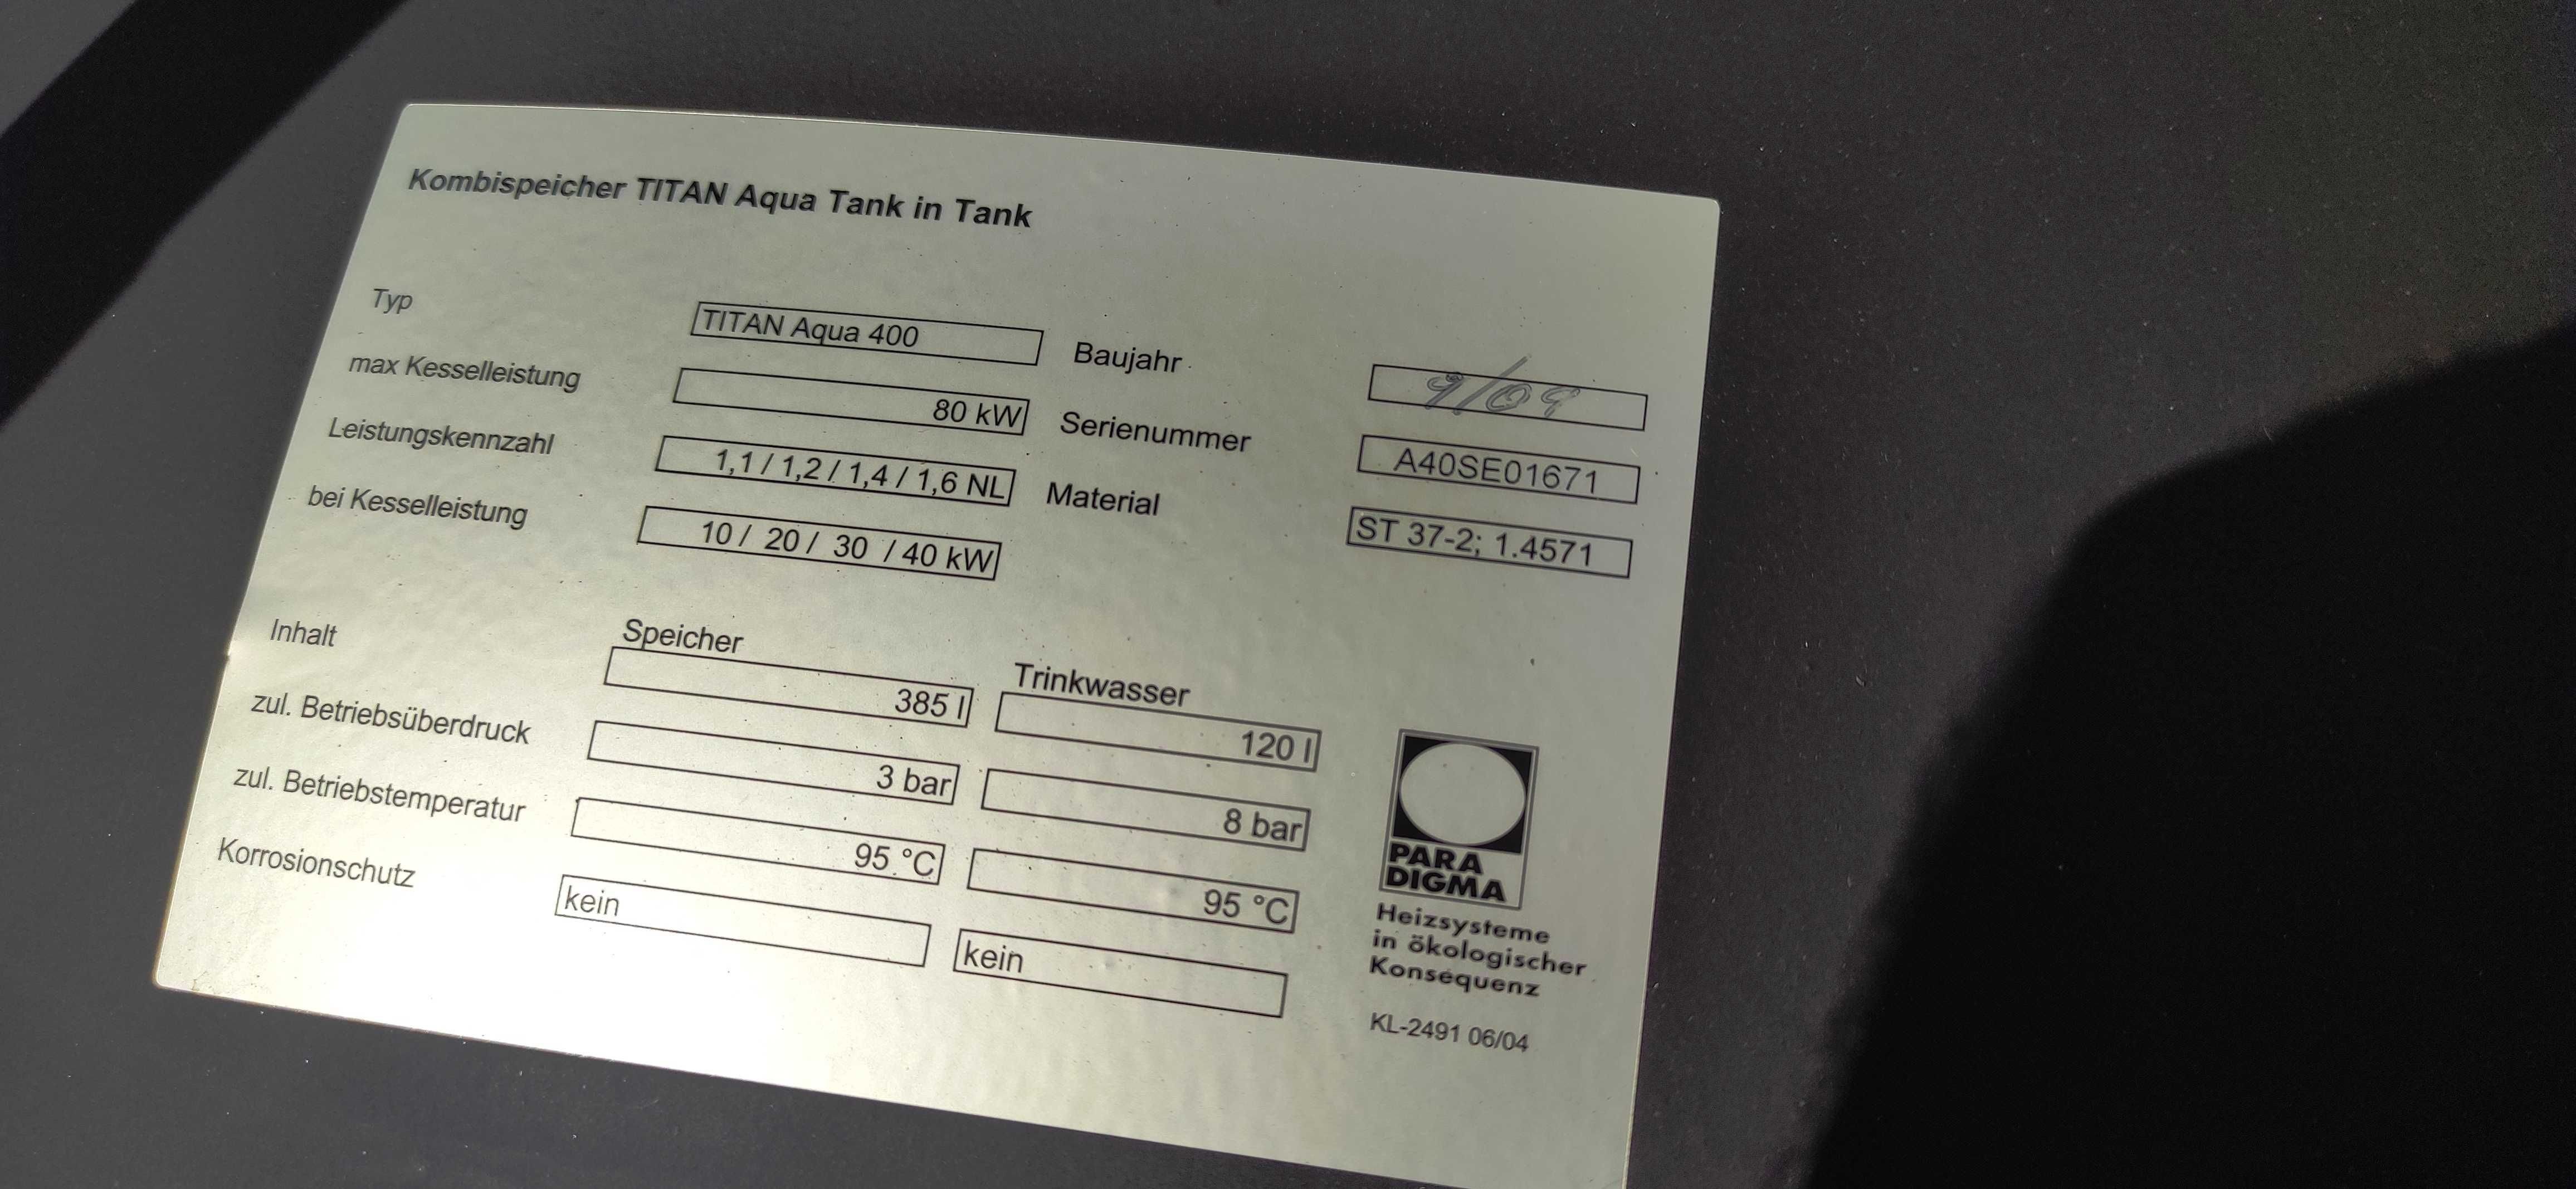 Kombispeicher TITAN Aqua Tank in Tank
Typ TITAN Aqua 400 Baujahr 9/09
max Kesselleistung 80 kW Serienummer A40SE01671
Leistungskennzahl 1,1 / 1,2 / 1,4 / 1,6 NL Material ST 37-2; 1.4571
bei Kesselleistung 10 / 20 / 30 / 40 kW
Speicher Trinkwasser
Inhalt 385 l 120 l
zul. Betriebsüberdruck 3 bar 8 bar
zul. Betriebstemperatur 95 °C 95 °C
Korrosionschutz kein kein
PARA
DIGMA
Heizsysteme
in ökologischer
Konsequenz
KL-2491 06/04